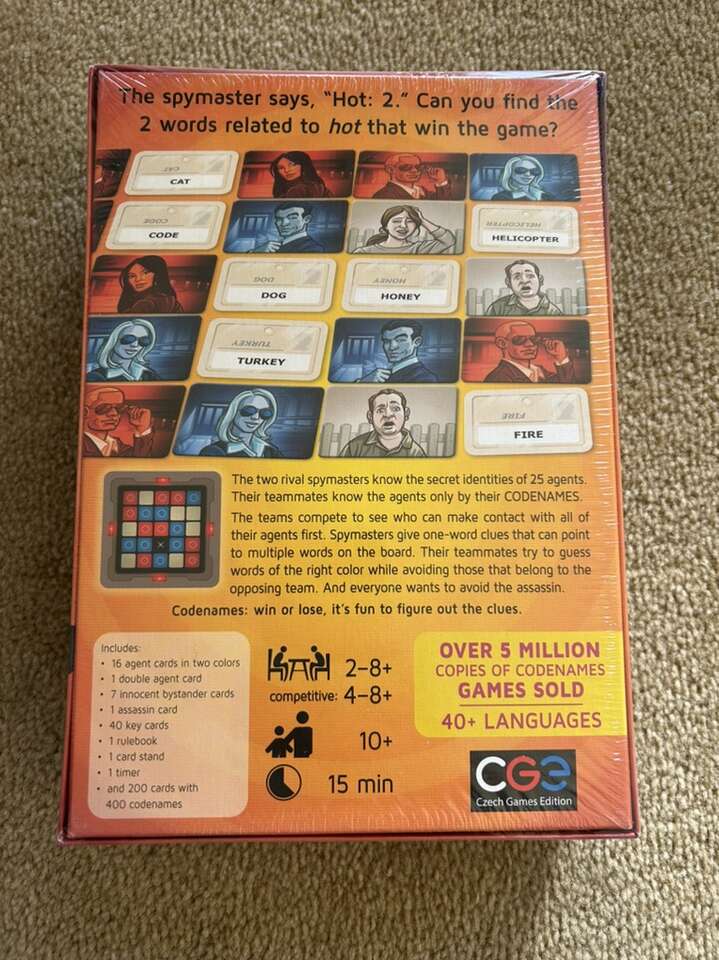 The spymaster says, "Hot: 2." Can you find the
2 words related to hot that win the game?
CAT
CAT
CODE
CODE
HELICOPTER
HELICOPTER
DOG
DOG
HONEY
HONEY
TURKEY
TURKEY
FIRE
FIRE
The two rival spymasters know the secret identities of 25 agents.
Their teammates know the agents only by their CODENAMES.
The teams compete to see who can make contact with all of
their agents first. Spymasters give one-word clues that can point
to multiple words on the board. Their teammates try to guess
words of the right color while avoiding those that belong to the
opposing team. And everyone wants to avoid the assassin.
Codenames: win or lose, it's fun to figure out the clues.
Includes:
• 16 agent cards in two colors
• 1 double agent card
• 7 innocent bystander cards
• 1 assassin card
• 40 key cards
• 1 rulebook
• 1 card stand
• 1 timer
• and 200 cards with
400 codenames
2-8+
competitive: 4-8+
10+
15 min
OVER 5 MILLION
COPIES OF CODENAMES
GAMES SOLD
40+ LANGUAGES
CGE
Czech Games Edition